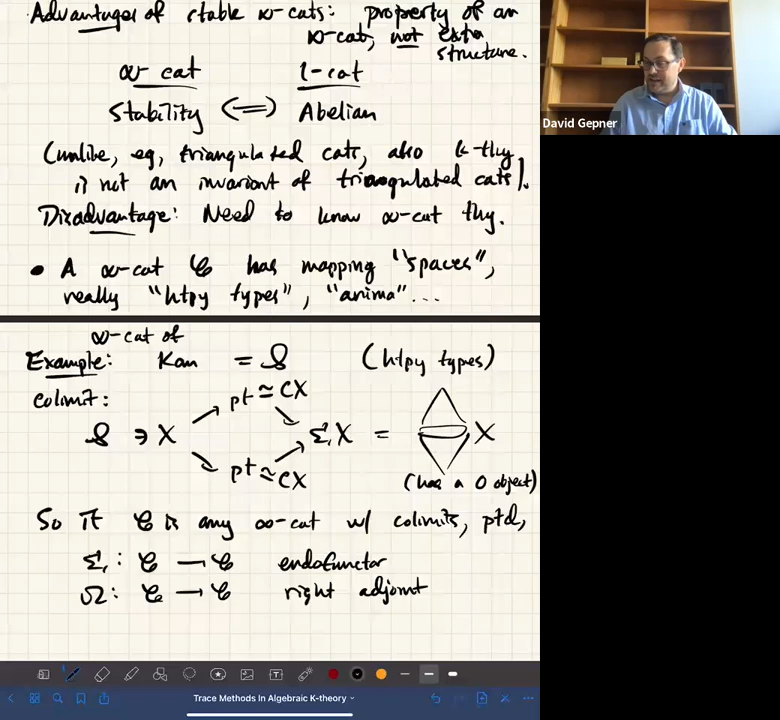 Advantages of stable ∞-cats: property of an
∞-cat, not extra
structure.
∞-cat 1-cat
Stability ⟺ Abelian
(unlike, eg, triangulated cats, also K-thy
is not an invariant of triangulated cats).
Disadvantage: Need to know ∞-cat thy.
• A ∞-cat C has mapping "spaces",
really "htpy types", "anima"...
∞-cat of
Example: Kan = S (htpy types)
colimit:
pt ≃ CX
S ∋ X ΣX = X
pt ≃ CX
(has a 0 object)
So if C is any ∞-cat w/ colimits, ptd,
Σ: C → C endofunctor
Ω: C → C right adjoint
David Gepner
Trace Methods In Algebraic K-theory